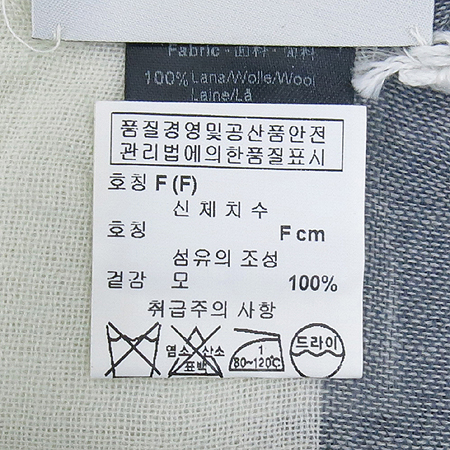 Fabric · 面料 · 面料
100% Lana/Wolle/Wool
Laine/Lã
품질경영및공산품안전
관리법에의한품질표시
호칭 F (F)
신체치수
호칭 F cm
섬유의 조성
겉감 모 100%
취급주의 사항
염소·산소
표백
1
80~120℃
드라이